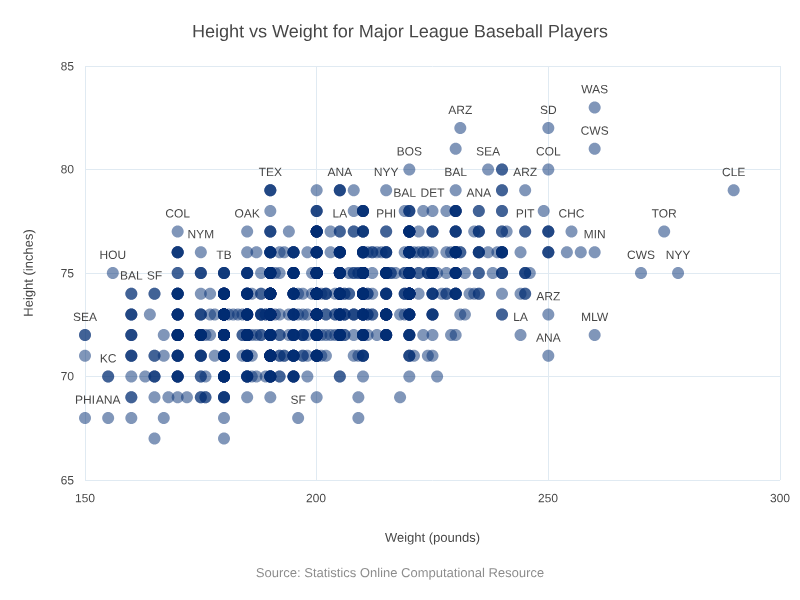 Height vs Weight for Major League Baseball Players
85
WAS
ARZ SD
CWS
BOS SEA COL
80
TEX ANA NYY BAL ARZ CLE
BAL DET ANA
COL OAK LA PHI PIT CHC TOR
NYM MIN
HOU TB CWS NYY
75
BAL SF
ARZ
SEA LA MLW
ANA
KC
70
PHI ANA SF
65
150 200 250 300
Height (inches)
Weight (pounds)
Source: Statistics Online Computational Resource